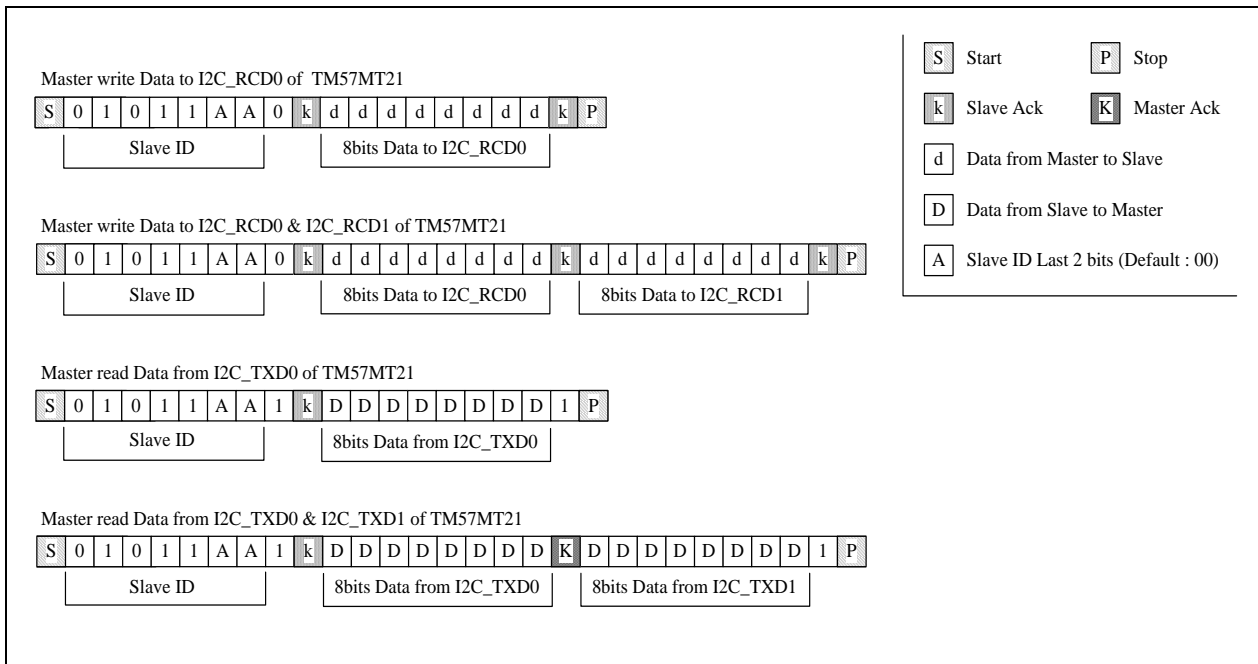 Master write Data to I2C_RCD0 of TM57MT21
S 0 1 0 1 1 A A 0 k d d d d d d d d k P
Slave ID 8bits Data to I2C_RCD0
Master write Data to I2C_RCD0 & I2C_RCD1 of TM57MT21
S 0 1 0 1 1 A A 0 k d d d d d d d d k d d d d d d d d k P
Slave ID 8bits Data to I2C_RCD0 8bits Data to I2C_RCD1
Master read Data from I2C_TXD0 of TM57MT21
S 0 1 0 1 1 A A 1 k D D D D D D D D 1 P
Slave ID 8bits Data from I2C_TXD0
Master read Data from I2C_TXD0 & I2C_TXD1 of TM57MT21
S 0 1 0 1 1 A A 1 k D D D D D D D D K D D D D D D D D 1 P
Slave ID 8bits Data from I2C_TXD0 8bits Data from I2C_TXD1
S Start P Stop
k Slave Ack K Master Ack
d Data from Master to Slave
D Data from Slave to Master
A Slave ID Last 2 bits (Default : 00)